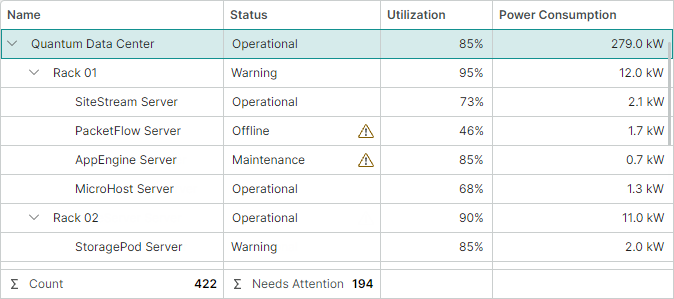 Name Status Utilization Power Consumption
Quantum Data Center Operational 85% 279.0 kW
Rack 01 Warning 95% 12.0 kW
SiteStream Server Operational 73% 2.1 kW
PacketFlow Server Offline 46% 1.7 kW
AppEngine Server Maintenance 85% 0.7 kW
MicroHost Server Operational 68% 1.3 kW
Rack 02 Operational 90% 11.0 kW
StoragePod Server Warning 85% 2.0 kW
Σ Count 422 Σ Needs Attention 194